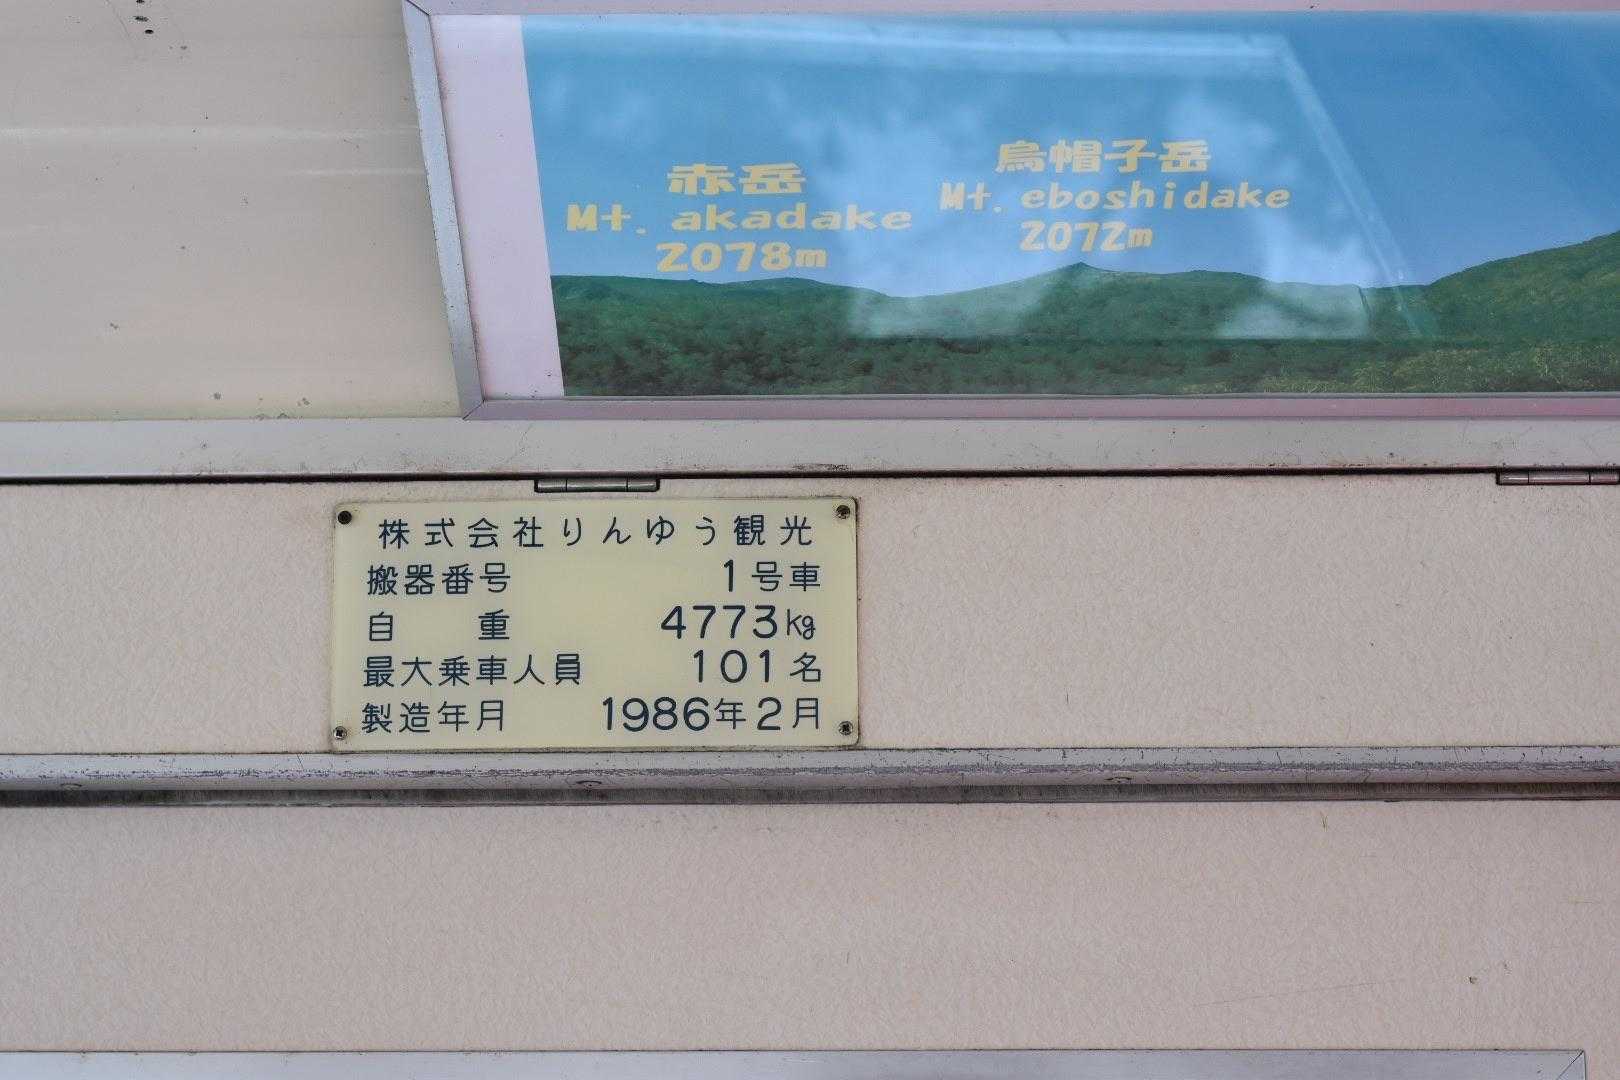 赤岳
Mt. akadake
2078m
烏帽子岳
Mt. eboshidake
2072m
株式会社りんゆう観光
搬器番号 1号車
自重 4773kg
最大乗車人員 101名
製造年月 1986年2月